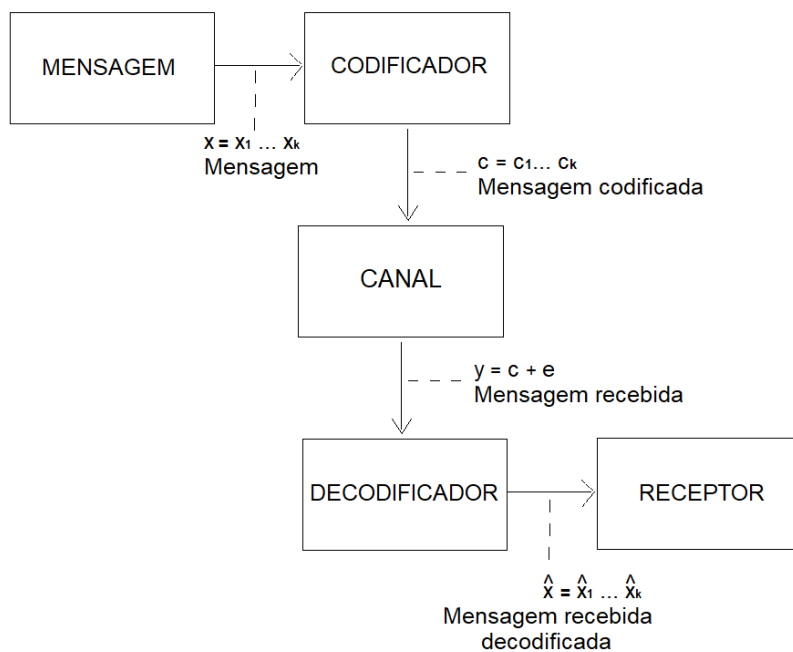 MENSAGEM
CODIFICADOR
x = x₁ ... xₖ
Mensagem
c = c₁... cₖ
Mensagem codificada
CANAL
y = c + e
Mensagem recebida
DECODIFICADOR
RECEPTOR
x̂ = x̂₁ ... x̂ₖ
Mensagem recebida
decodificada